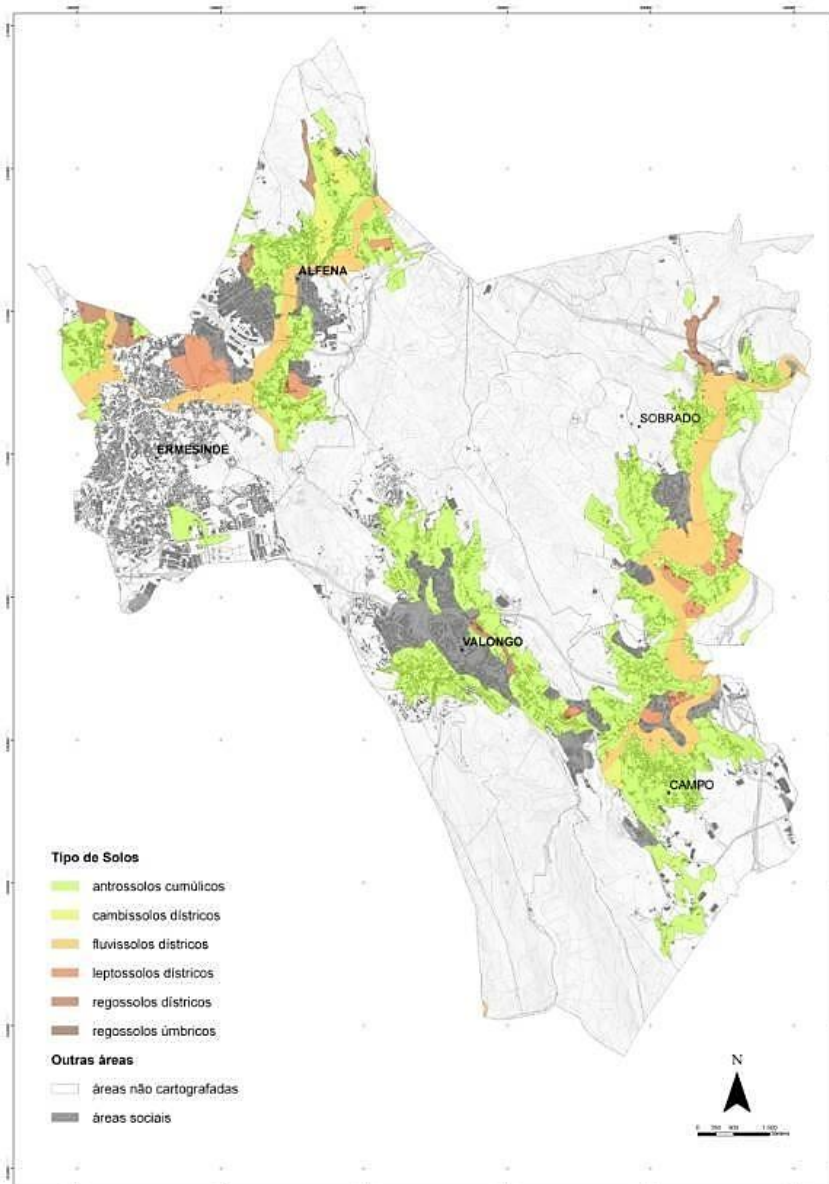 ALFENA
SOBRADO
ERMESINDE
VALONGO
CAMPO
Tipo de Solos
antrossolos cumúlicos
cambissolos dístricos
fluvissolos dístricos
leptossolos dístricos
regossolos dístricos
regossolos úmbricos
Outras áreas
áreas não cartografadas
áreas sociais
N